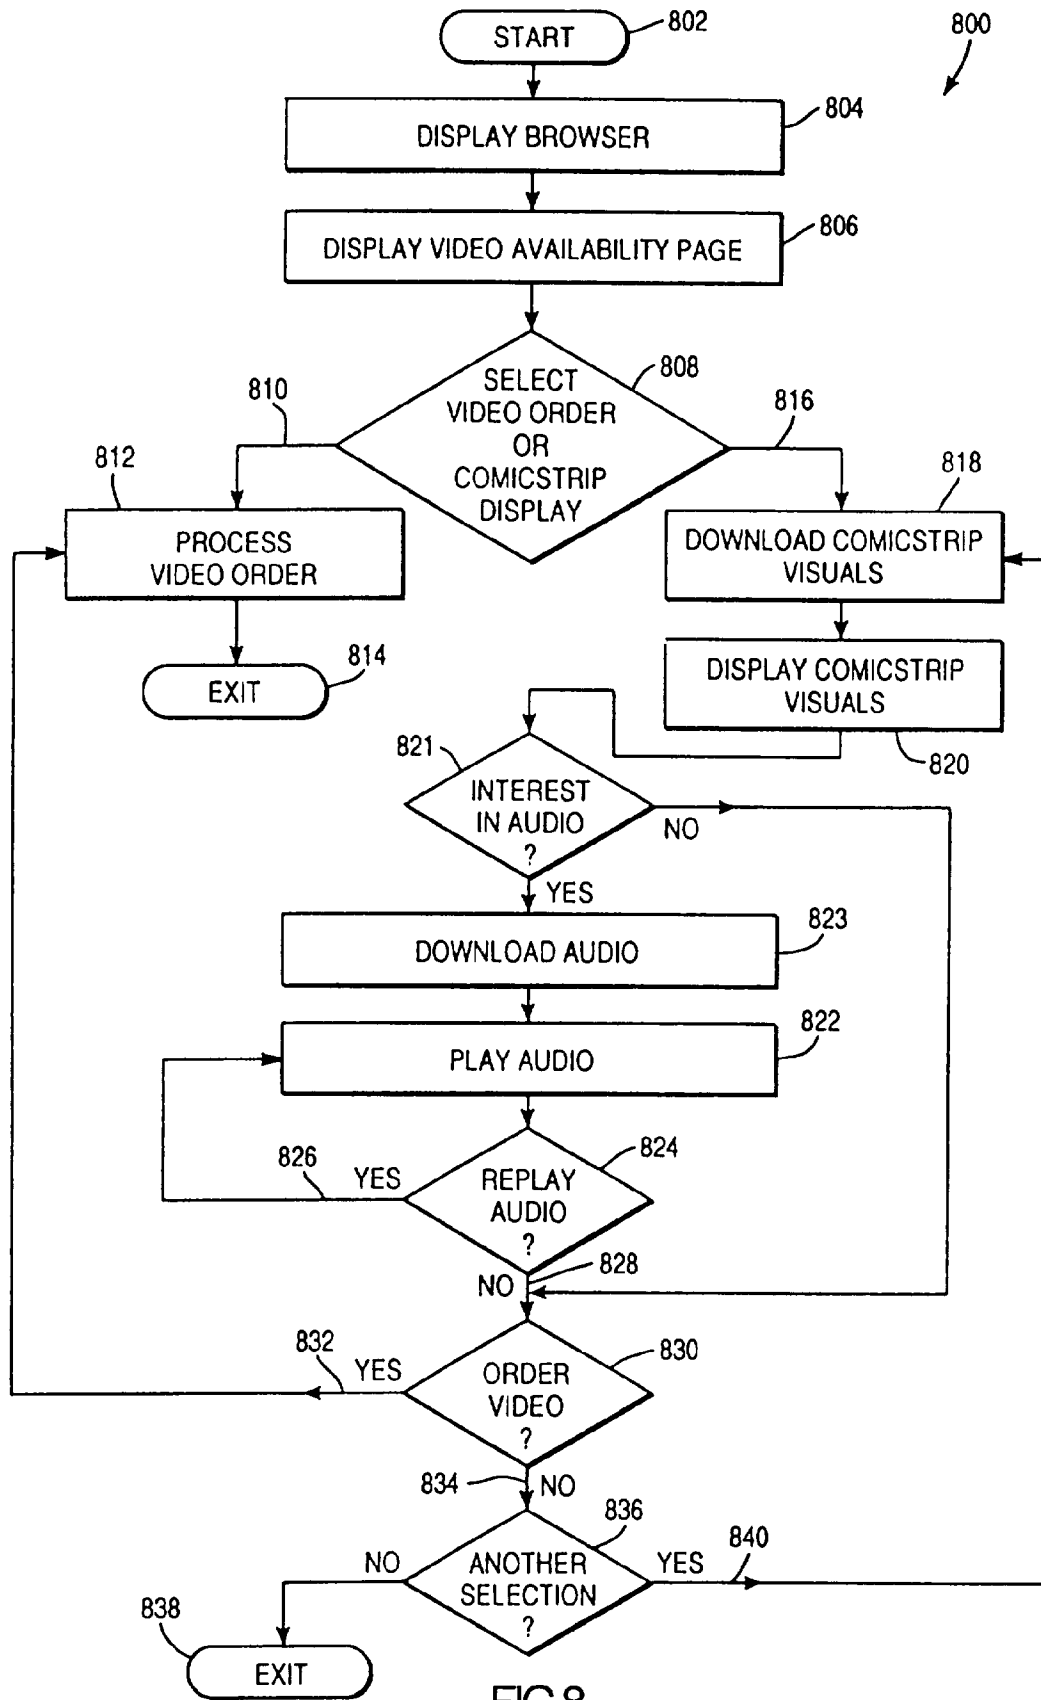 START
802
800
DISPLAY BROWSER
804
DISPLAY VIDEO AVAILABILITY PAGE
806
SELECT
VIDEO ORDER
OR
COMICSTRIP
DISPLAY
808
810
816
812
PROCESS
VIDEO ORDER
818
DOWNLOAD COMICSTRIP
VISUALS
EXIT
814
DISPLAY COMICSTRIP
VISUALS
820
821
INTEREST
IN AUDIO
?
NO
YES
DOWNLOAD AUDIO
823
PLAY AUDIO
822
826
YES
REPLAY
AUDIO
?
824
NO
828
832
YES
ORDER
VIDEO
?
830
834
NO
836
NO
ANOTHER
SELECTION
?
YES
840
838
EXIT
FIG.8